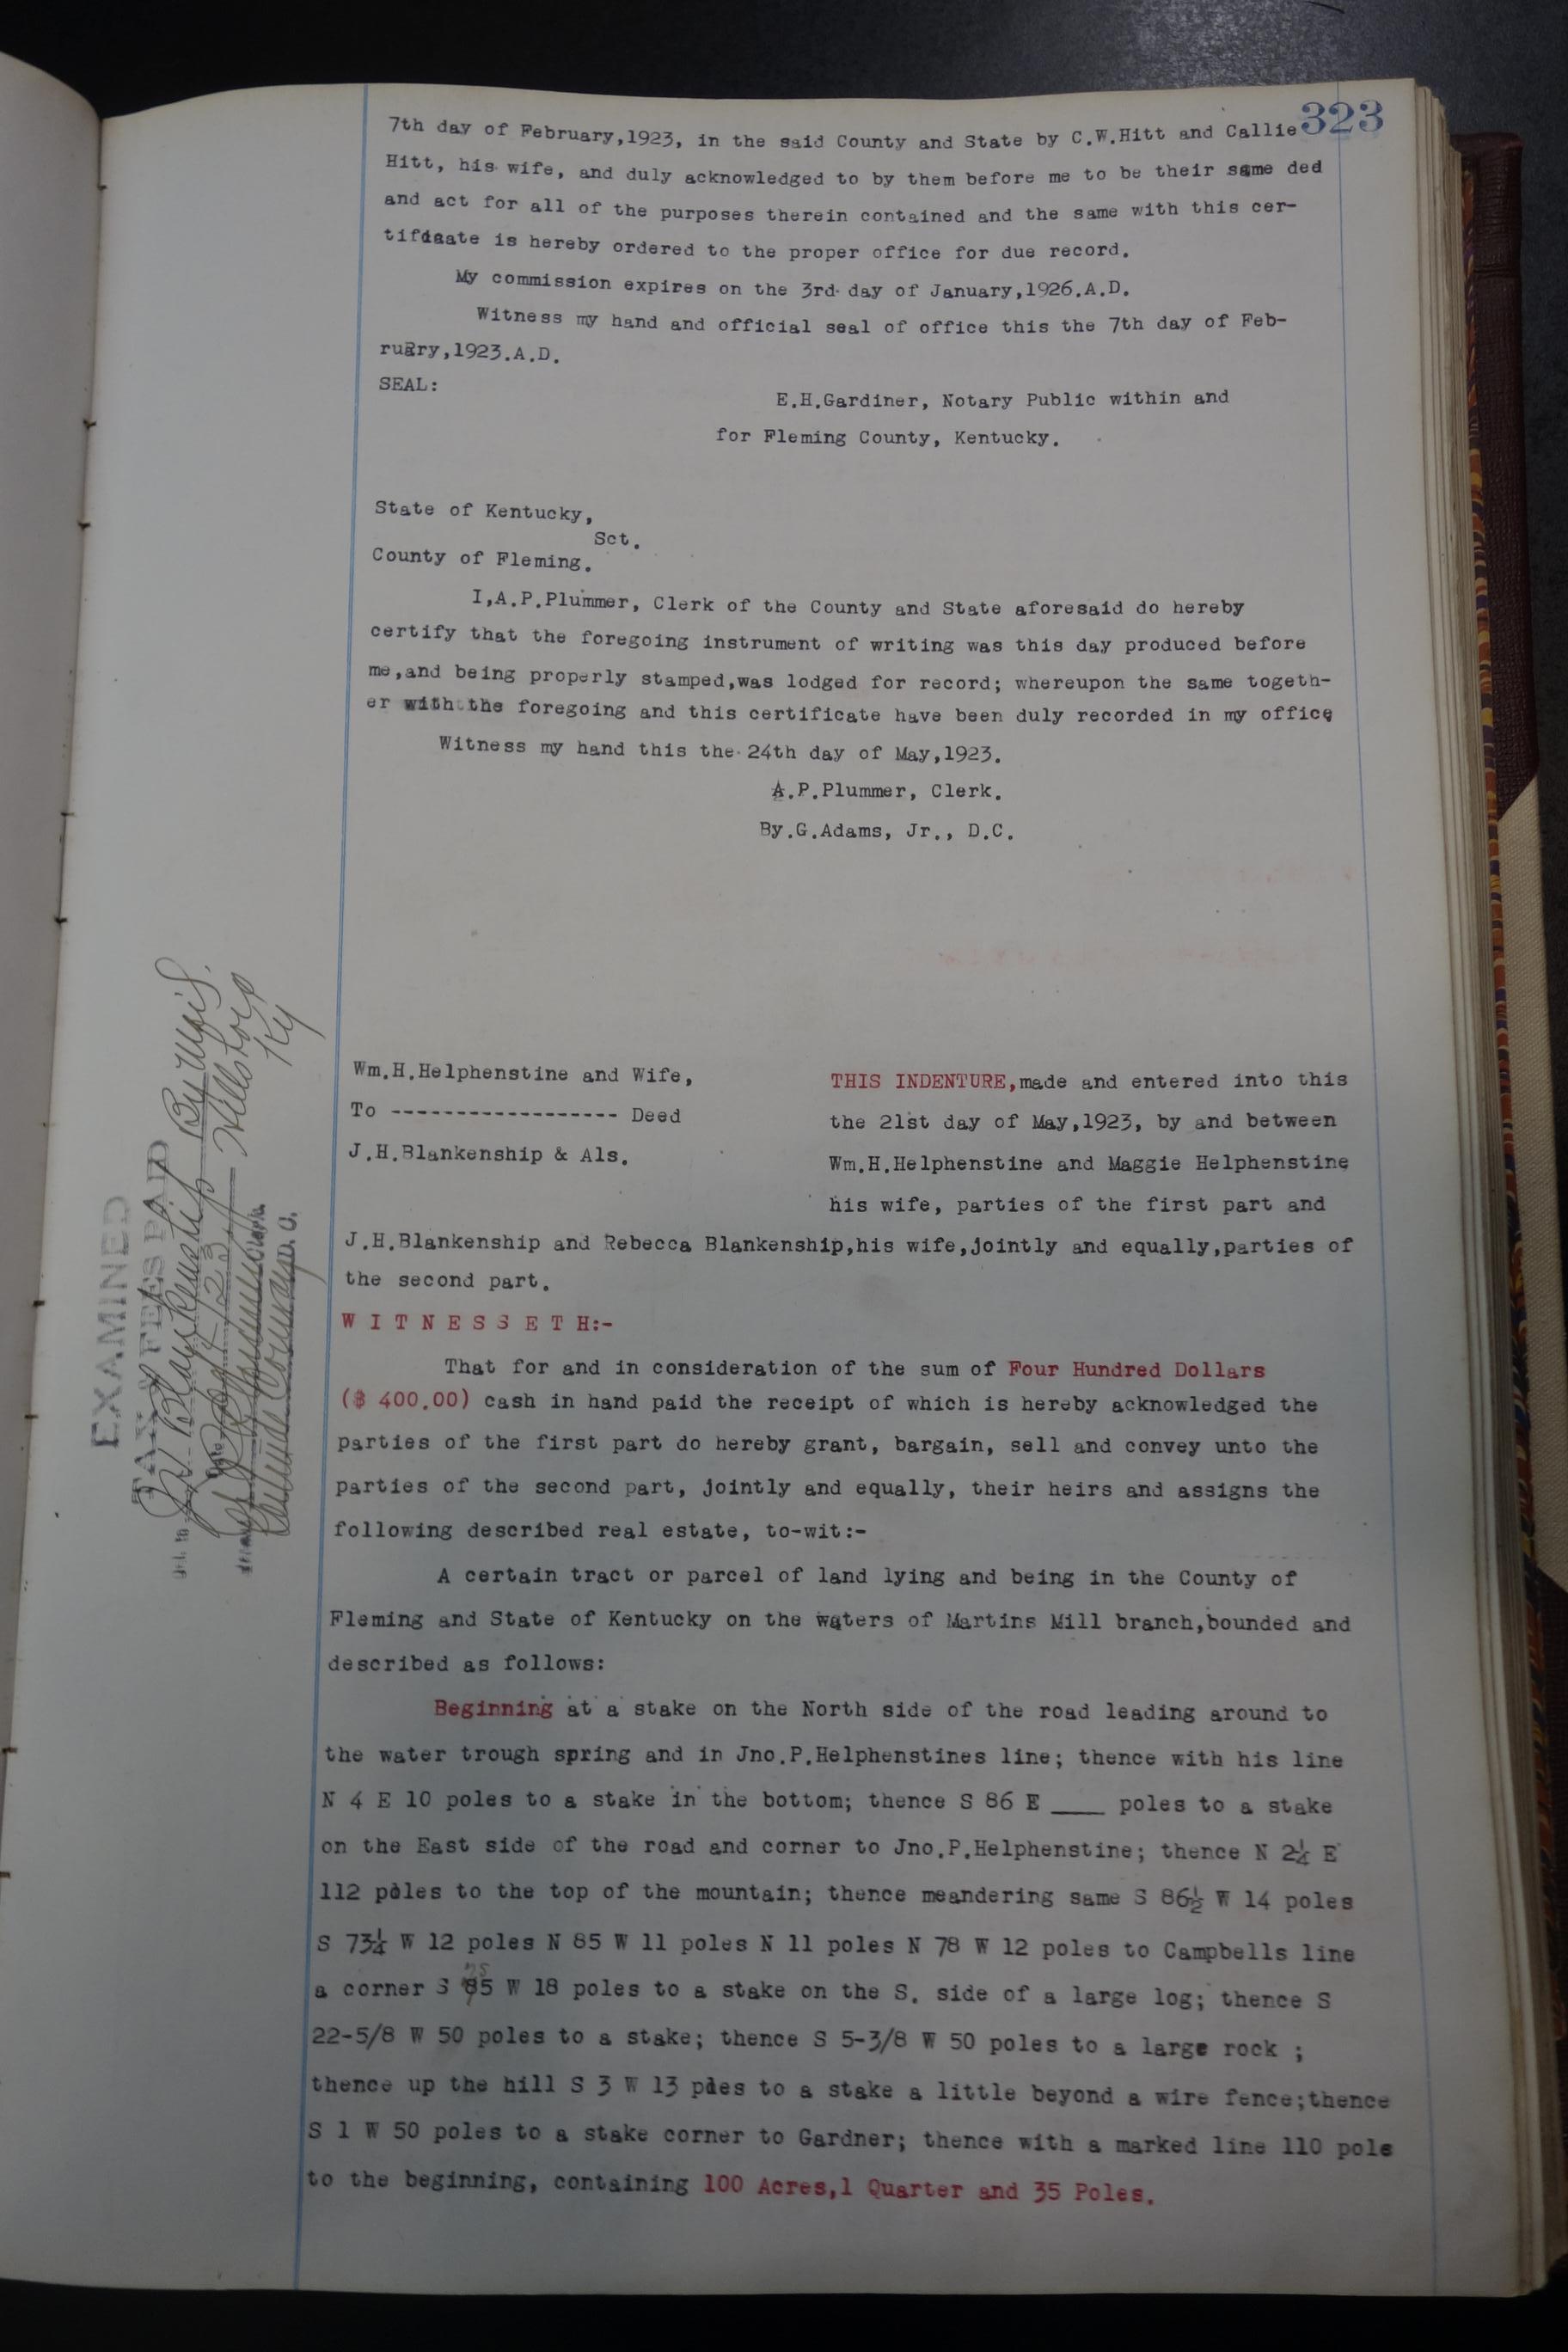 323
7th day of February,1923, in the said County and State by C.W.Hitt and Callie
Hitt, his wife, and duly acknowledged to by them before me to be their same ded
and act for all of the purposes therein contained and the same with this cer-
tificate is hereby ordered to the proper office for due record.
My commission expires on the 3rd day of January,1926.A.D.
Witness my hand and official seal of office this the 7th day of Feb-
ruary,1923.A.D.
SEAL:
E.H.Gardiner, Notary Public within and
for Fleming County, Kentucky.
State of Kentucky,
Sct.
County of Fleming.
I,A.P.Plummer, Clerk of the County and State aforesaid do hereby
certify that the foregoing instrument of writing was this day produced before
me,and being properly stamped,was lodged for record; whereupon the same togeth-
er with the foregoing and this certificate have been duly recorded in my office
Witness my hand this the 24th day of May,1923.
A.P.Plummer, Clerk.
By.G.Adams, Jr., D.C.
Wm.H.Helphenstine and Wife,
To ------------------ Deed
J.H.Blankenship & Als.
THIS INDENTURE,made and entered into this
the 21st day of May,1923, by and between
Wm.H.Helphenstine and Maggie Helphenstine
his wife, parties of the first part and
J.H.Blankenship and Rebecca Blankenship,his wife,jointly and equally,parties of
the second part.
W I T N E S S E T H:-
That for and in consideration of the sum of Four Hundred Dollars
($ 400.00) cash in hand paid the receipt of which is hereby acknowledged the
parties of the first part do hereby grant, bargain, sell and convey unto the
parties of the second part, jointly and equally, their heirs and assigns the
following described real estate, to-wit:-
A certain tract or parcel of land lying and being in the County of
Fleming and State of Kentucky on the waters of Martins Mill branch,bounded and
described as follows:
Beginning at a stake on the North side of the road leading around to
the water trough spring and in Jno.P.Helphenstines line; thence with his line
N 4 E 10 poles to a stake in the bottom; thence S 86 E ____ poles to a stake
on the East side of the road and corner to Jno.P.Helphenstine; thence N 2¼ E
112 poles to the top of the mountain; thence meandering same S 86½ W 14 poles
S 73¼ W 12 poles N 85 W 11 poles N 11 poles N 78 W 12 poles to Campbells line
a corner S 85 W 18 poles to a stake on the S. side of a large log; thence S
22-5/8 W 50 poles to a stake; thence S 5-3/8 W 50 poles to a large rock ;
thence up the hill S 3 W 13 ples to a stake a little beyond a wire fence;thence
S 1 W 50 poles to a stake corner to Gardner; thence with a marked line 110 pole
to the beginning, containing 100 Acres,1 Quarter and 35 Poles.
EXAMINED
TAX & FEES PAID
J.H. Blankenship By Mail
Hillsboro
Ky